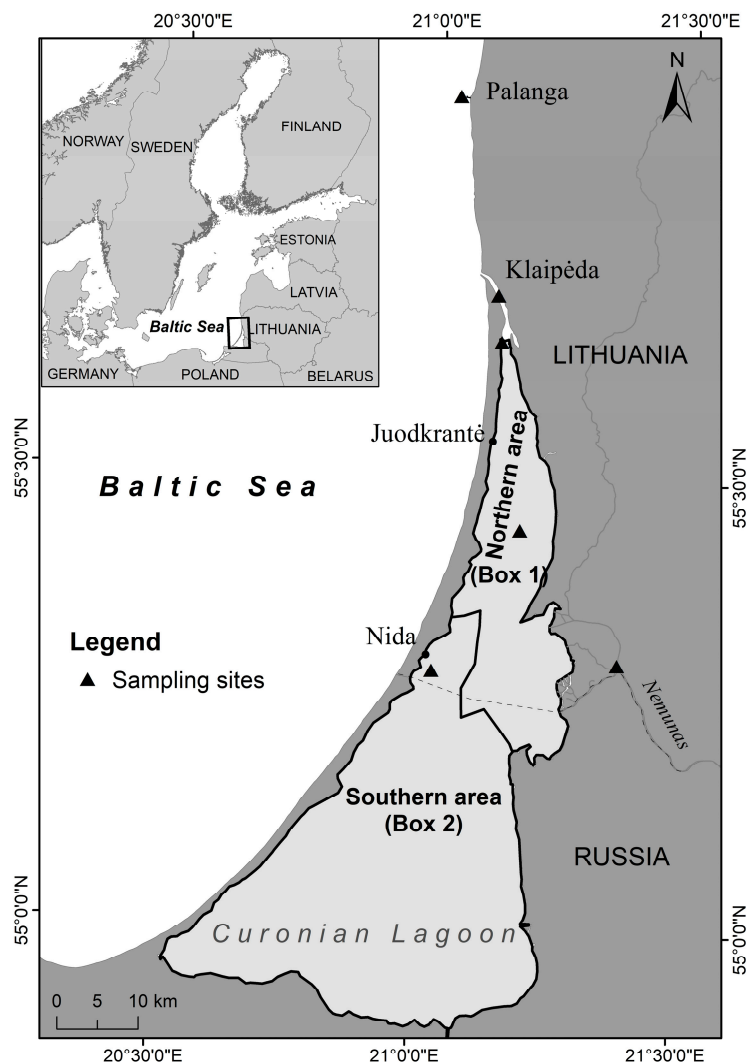 20°30'0"E
21°0'0"E
21°30'0"E
N
Palanga
NORWAY
SWEDEN
FINLAND
ESTONIA
LATVIA
Baltic Sea
LITHUANIA
GERMANY
POLAND
BELARUS
Klaipėda
LITHUANIA
Juodkrantė
55°30'0"N
55°30'0"N
Baltic Sea
Northern area
(Box 1)
Legend
Sampling sites
Nida
Nemunas
Southern area
(Box 2)
RUSSIA
55°0'0"N
55°0'0"N
Curonian Lagoon
0 5 10 km
20°30'0"E
21°0'0"E
21°30'0"E